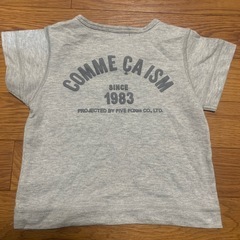 COMME ÇA ISM
SINCE
1983
PROJECTED BY FIVE FOXes CO., LTD.